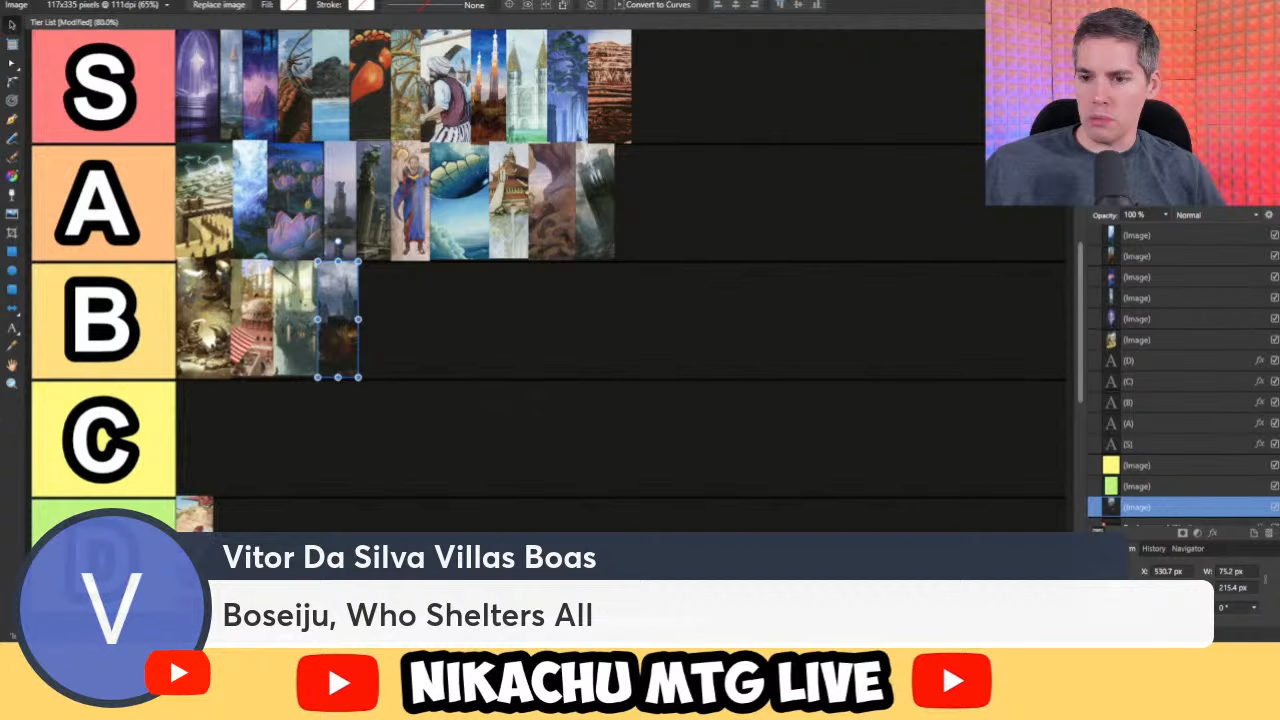 Image
117x335 pixels @ 111dpi (65%)
Replace image
Fill:
Stroke:
None
Convert to Curves
Tier List [Modified] (80.0%)
S
A
B
C
D
Opacity: 100 %
Normal
(Image)
(Image)
(Image)
(Image)
(Image)
(Image)
(D)
(C)
(B)
(A)
(S)
(Image)
(Image)
(Image)
History
Navigator
X: 530.7 px
W: 75.2 px
215.4 px
0 °
V
Vitor Da Silva Villas Boas
Boseiju, Who Shelters All
NIKACHU MTG LIVE